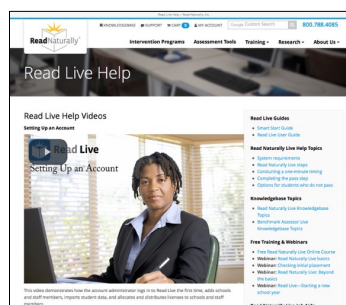 Read Live Help - Read Naturally, Inc.
KNOWLEDGEBASE SUPPORT CART 0 MY ACCOUNT Google Custom Search 800.788.4085
ReadNaturally
Intervention Programs Assessment Tools Training Research About Us
Read Live Help
Read Live Help Videos
Setting Up an Account
Read Live
Setting Up an Account
This video demonstrates how the account administrator logs in to Read Live the first time, adds schools
and staff members, imports student data, and allocates and distributes licenses to schools and staff
members.
Read Live Guides
Smart Start Guide
Read Live User Guide
Read Naturally Live Help Topics
System requirements
Read Naturally Live steps
Conducting a one-minute timing
Completing the pass step
Options for students who do not pass
Knowledgebase Topics
Read Naturally Live Knowledgebase
Topics
Benchmark Assessor Live
Knowledgebase Topics
Free Training & Webinars
Free Read Naturally Live Online Course
Webinar: Read Naturally Live basics
Webinar: Checking initial placement
Webinar: Read Naturally Live: Beyond
the basics
Webinar: Read Live—Starting a new
school year